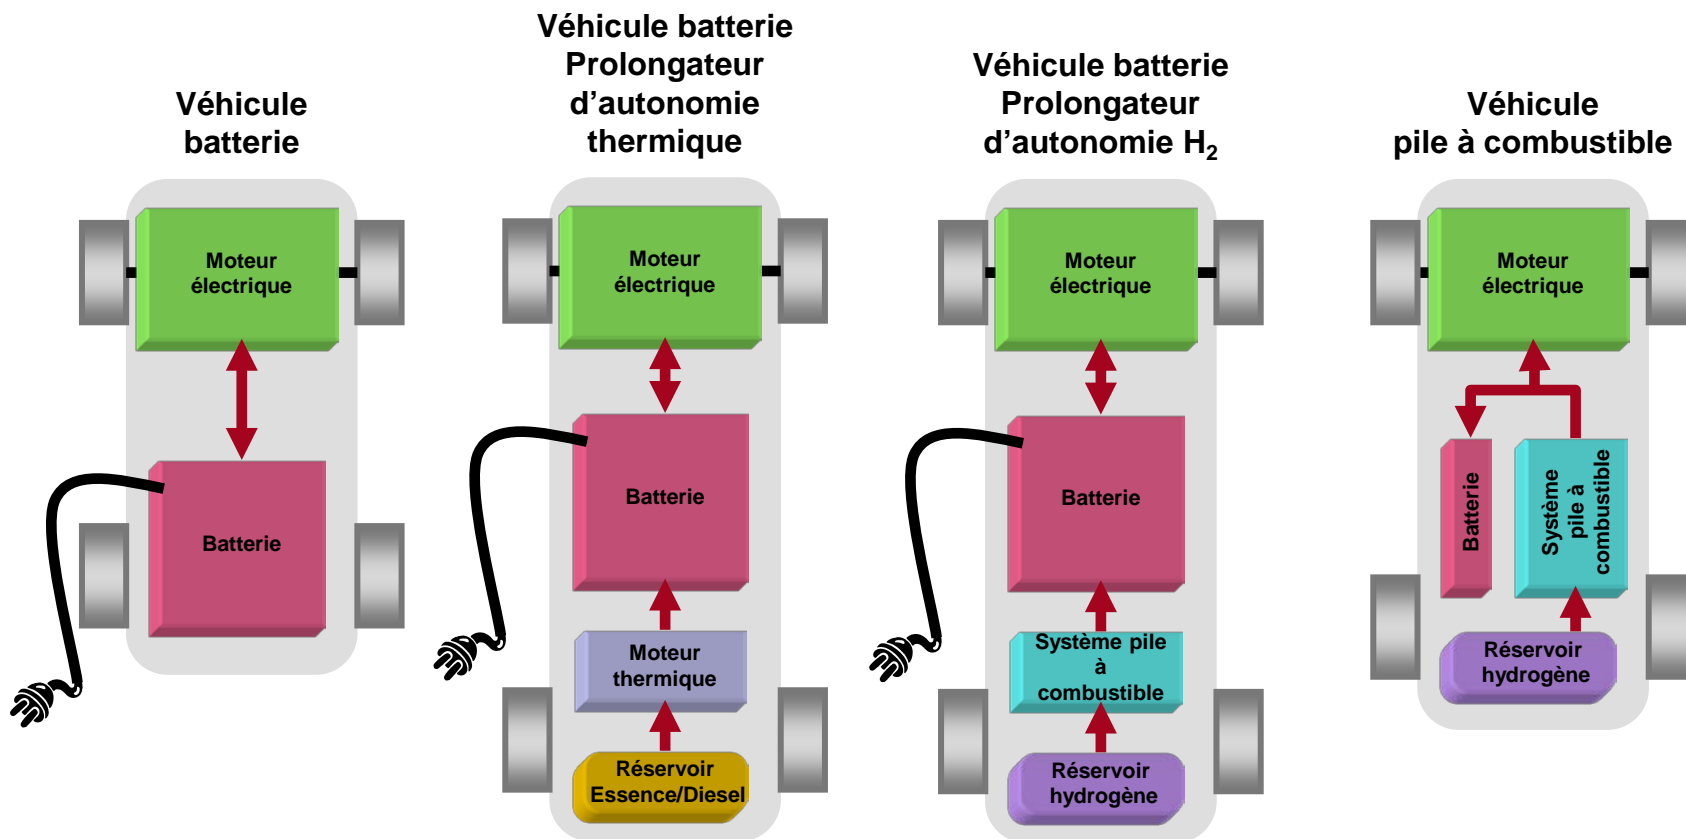 Véhicule
batterie
Moteur
électrique
Batterie
Véhicule batterie
Prolongateur
d’autonomie
thermique
Moteur
électrique
Batterie
Moteur
thermique
Réservoir
Essence/Diesel
Véhicule batterie
Prolongateur
d’autonomie H₂
Moteur
électrique
Batterie
Système pile
à
combustible
Réservoir
hydrogène
Véhicule
pile à combustible
Moteur
électrique
Batterie
Système
pile à
combustible
Réservoir
hydrogène